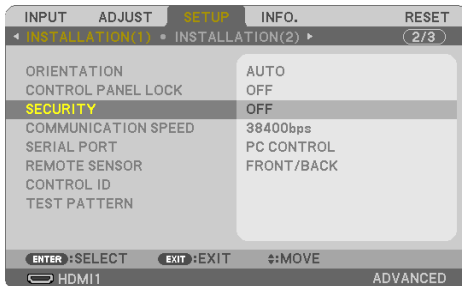 INPUT ADJUST SETUP INFO. RESET
◂ INSTALLATION(1) • INSTALLATION(2) ▸ 2/3
ORIENTATION AUTO
CONTROL PANEL LOCK OFF
SECURITY OFF
COMMUNICATION SPEED 38400bps
SERIAL PORT PC CONTROL
REMOTE SENSOR FRONT/BACK
CONTROL ID
TEST PATTERN
ENTER :SELECT EXIT :EXIT ♦:MOVE
HDMI1 ADVANCED